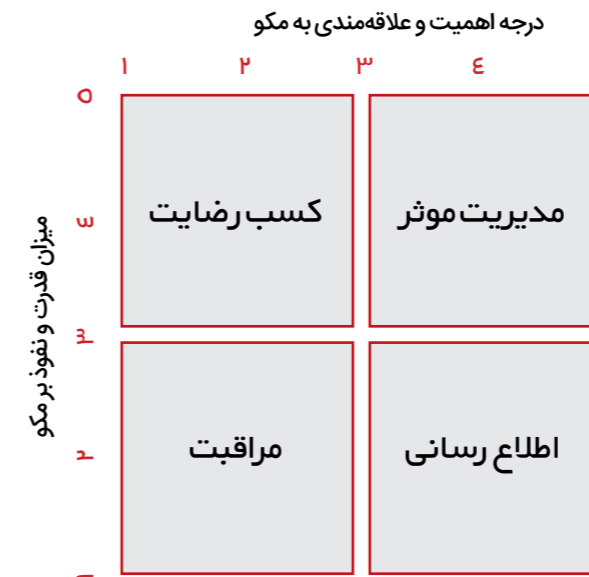 درجه اهمیت و علاقه‌مندی به مکو
۱ ۲ ۳ ٤
میزان قدرت و نفوذ بر مکو
۵
٤
۳
۲
کسب رضایت
مدیریت موثر
مراقبت
اطلاع رسانی